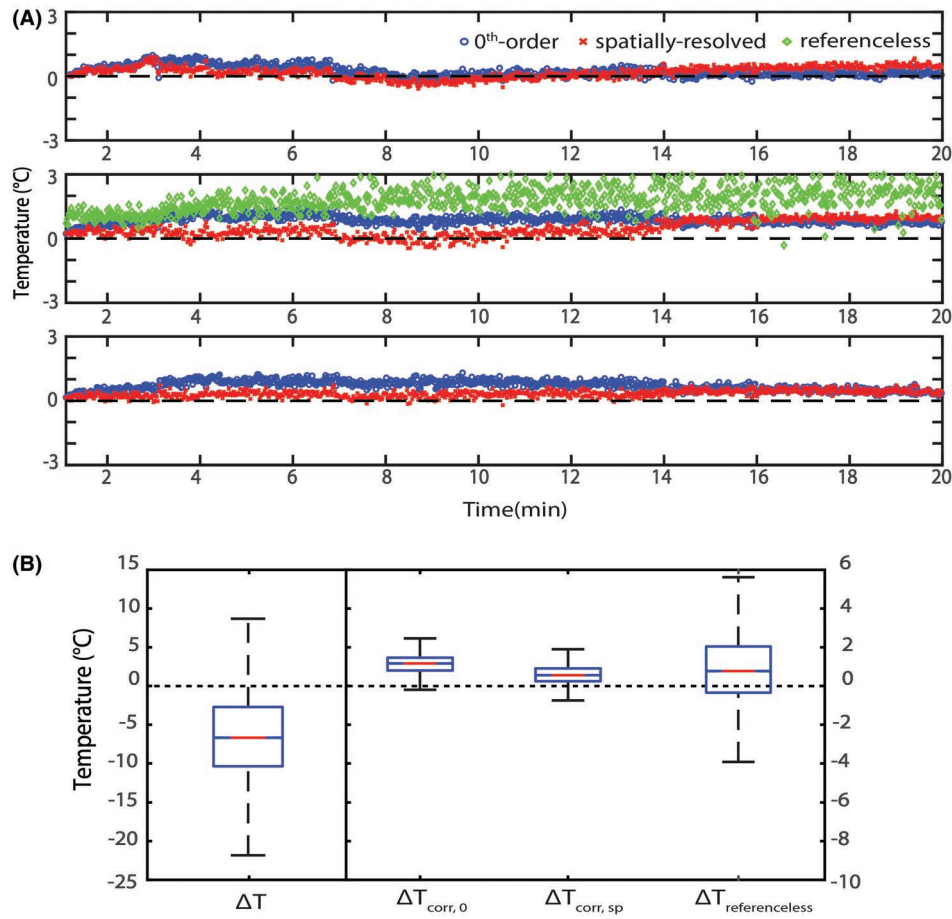 (A)
3
0
-3
0th-order spatially-resolved referenceless
2 4 6 8 10 12 14 16 18 20
3
0
-3
2 4 6 8 10 12 14 16 18 20
3
0
-3
2 4 6 8 10 12 14 16 18 20
Temperature (°C)
Time(min)
(B)
15
10
5
0
-5
-10
-15
-20
-25
Temperature (°C)
6
4
2
0
-2
-4
-6
-8
-10
ΔT ΔTcorr, 0 ΔTcorr, sp ΔTreferenceless